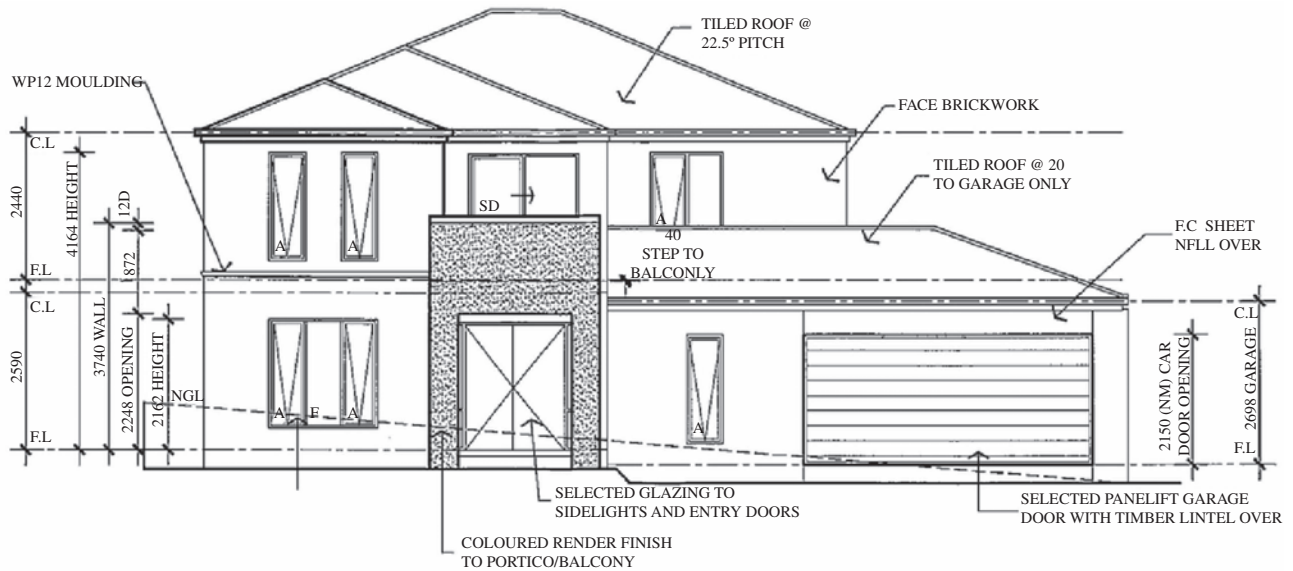 TILED ROOF @
22.5º PITCH
WP12 MOULDING
FACE BRICKWORK
TILED ROOF @ 20
TO GARAGE ONLY
F.C SHEET
NFLL OVER
C.L
2440
4164 HEIGHT
12D
F.L
1872
C.L
2590
3740 WALL
2248 OPENING
2162 HEIGHT
F.L
NGL
A
A
SD
A
40
STEP TO
BALCONLY
A
F
A
A
C.L
2698 GARAGE
2150 (NM) CAR
DOOR OPENING
F.L
SELECTED GLAZING TO
SIDELIGHTS AND ENTRY DOORS
SELECTED PANELIFT GARAGE
DOOR WITH TIMBER LINTEL OVER
COLOURED RENDER FINISH
TO PORTICO/BALCONY